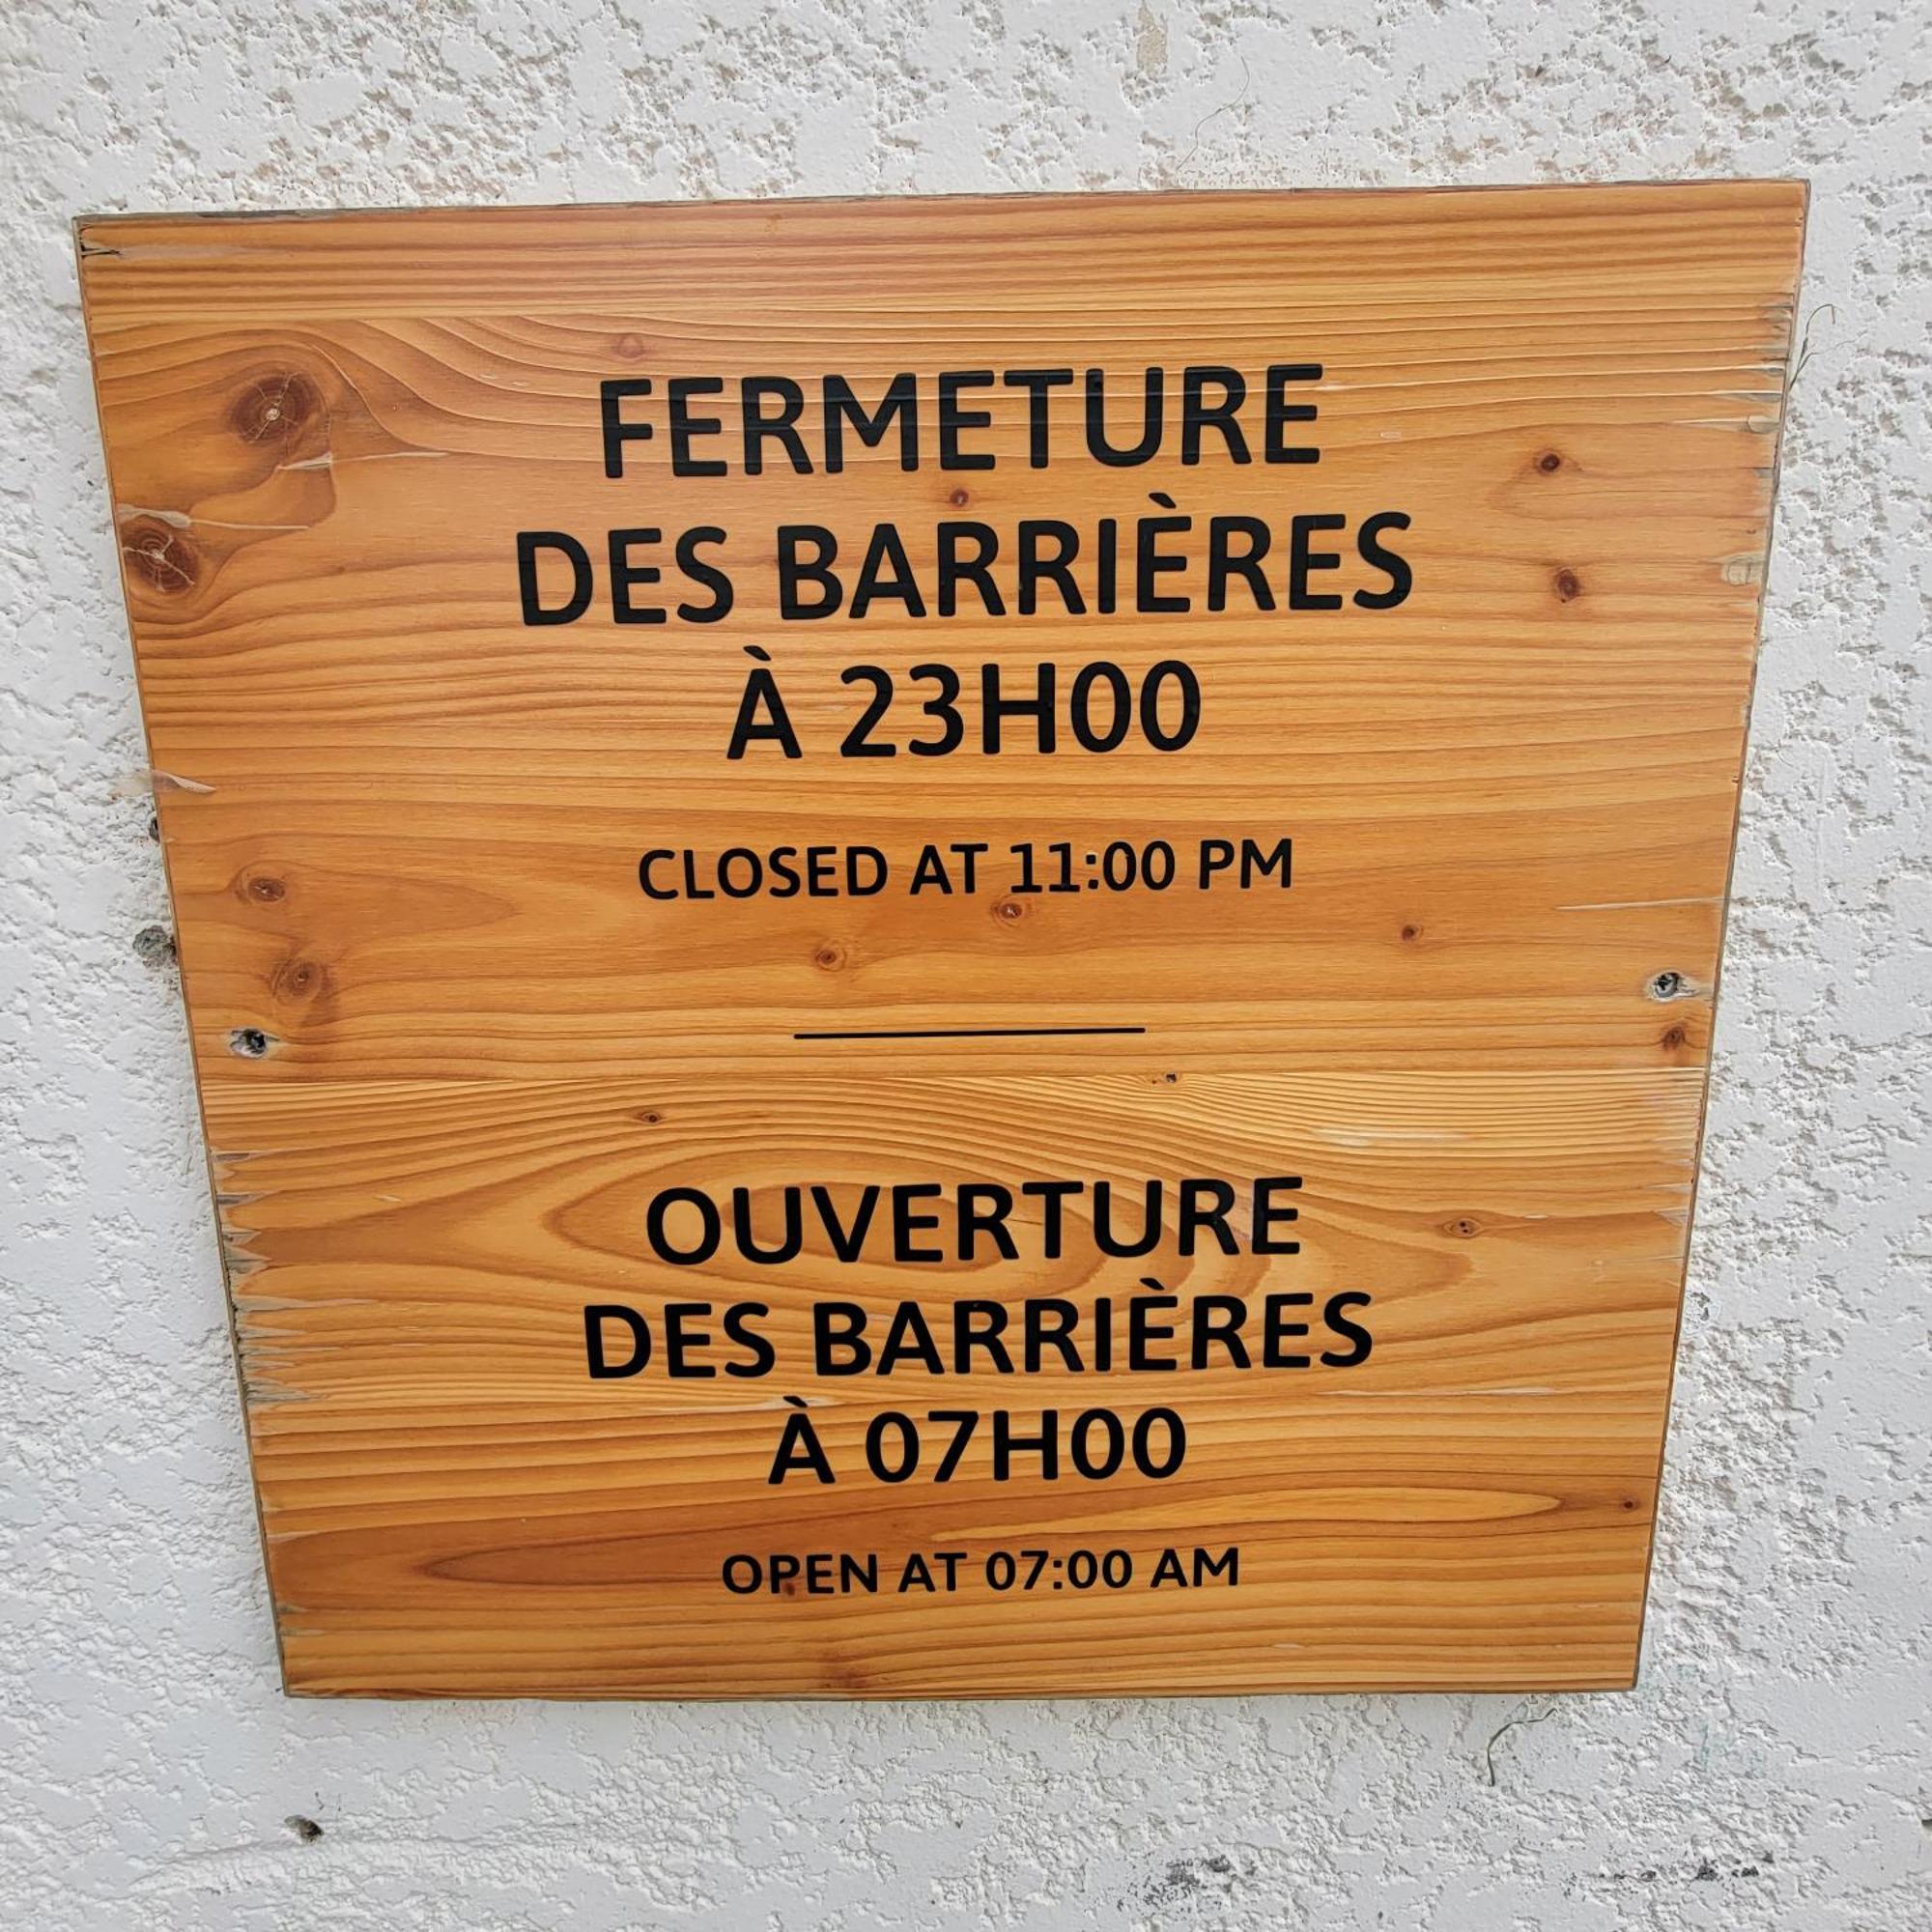 FERMETURE
DES BARRIÈRES
À 23H00
CLOSED AT 11:00 PM
OUVERTURE
DES BARRIÈRES
À 07H00
OPEN AT 07:00 AM